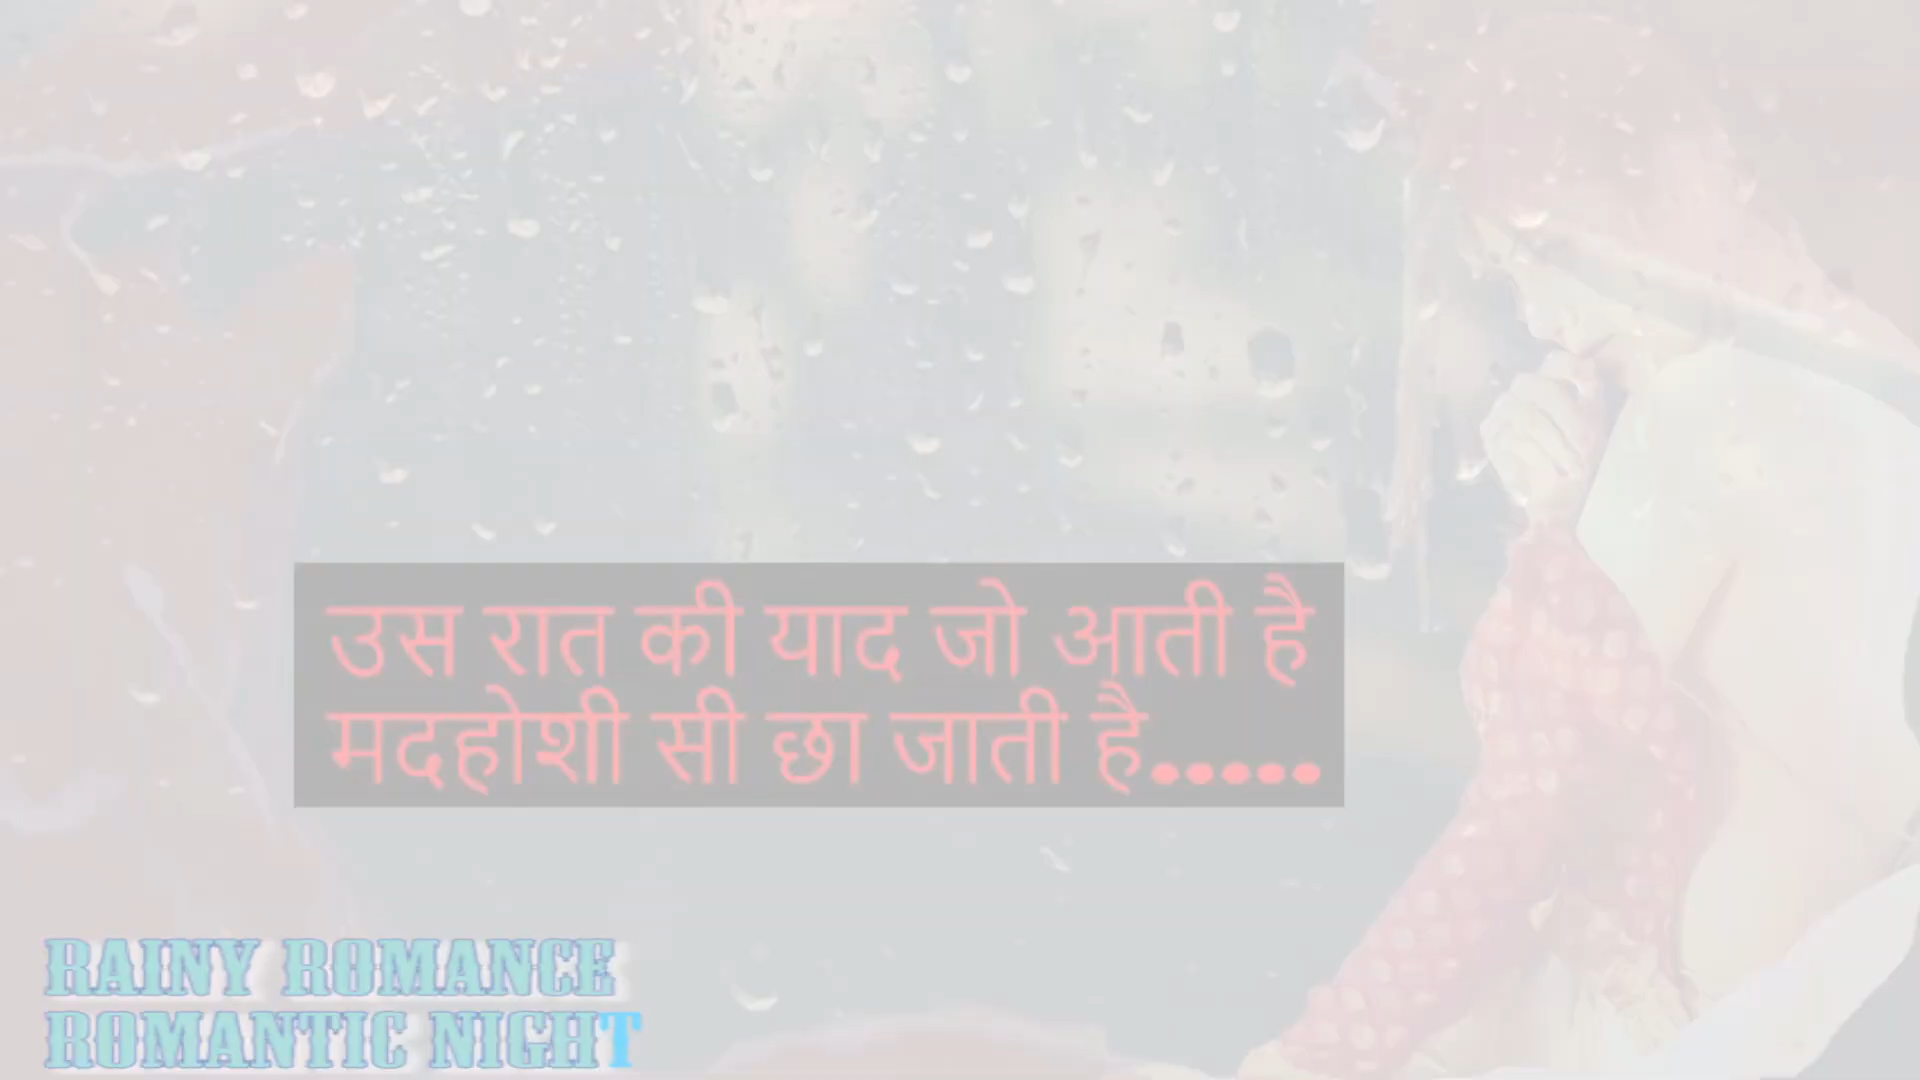 उस रात की याद जो आती है
मदहोशी सी छा जाती है.....
RAINY ROMANCE
ROMANTIC NIGHT